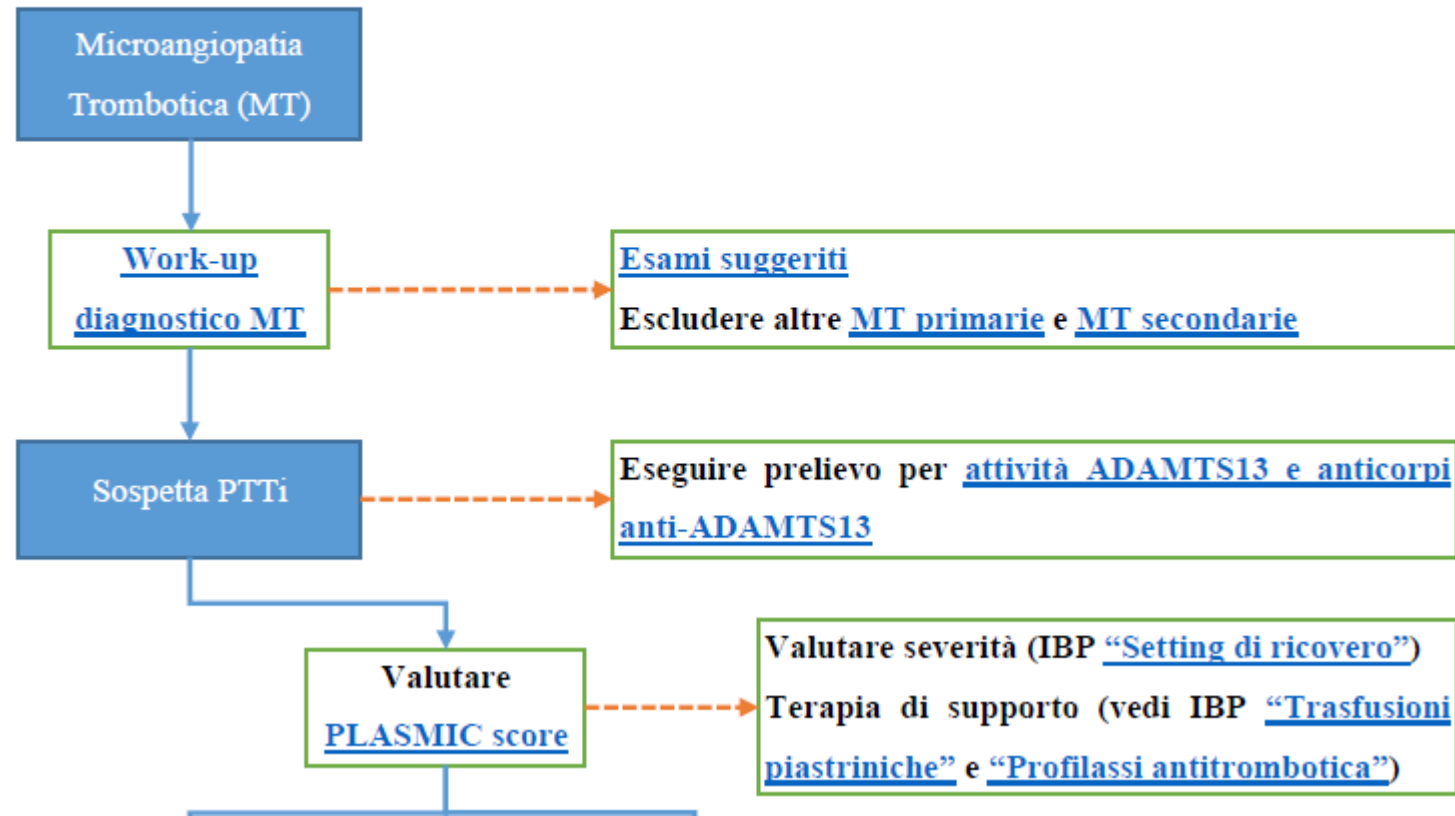 Microangiopatia
Trombotica (MT)
Work-up
diagnostico MT
Esami suggeriti
Escludere altre MT primarie e MT secondarie
Sospetta PTTi
Eseguire prelievo per attività ADAMTS13 e anticorpi
anti-ADAMTS13
Valutare
PLASMIC score
Valutare severità (IBP “Setting di ricovero”)
Terapia di supporto (vedi IBP “Trasfusioni
piastriniche” e “Profilassi antitrombotica”)